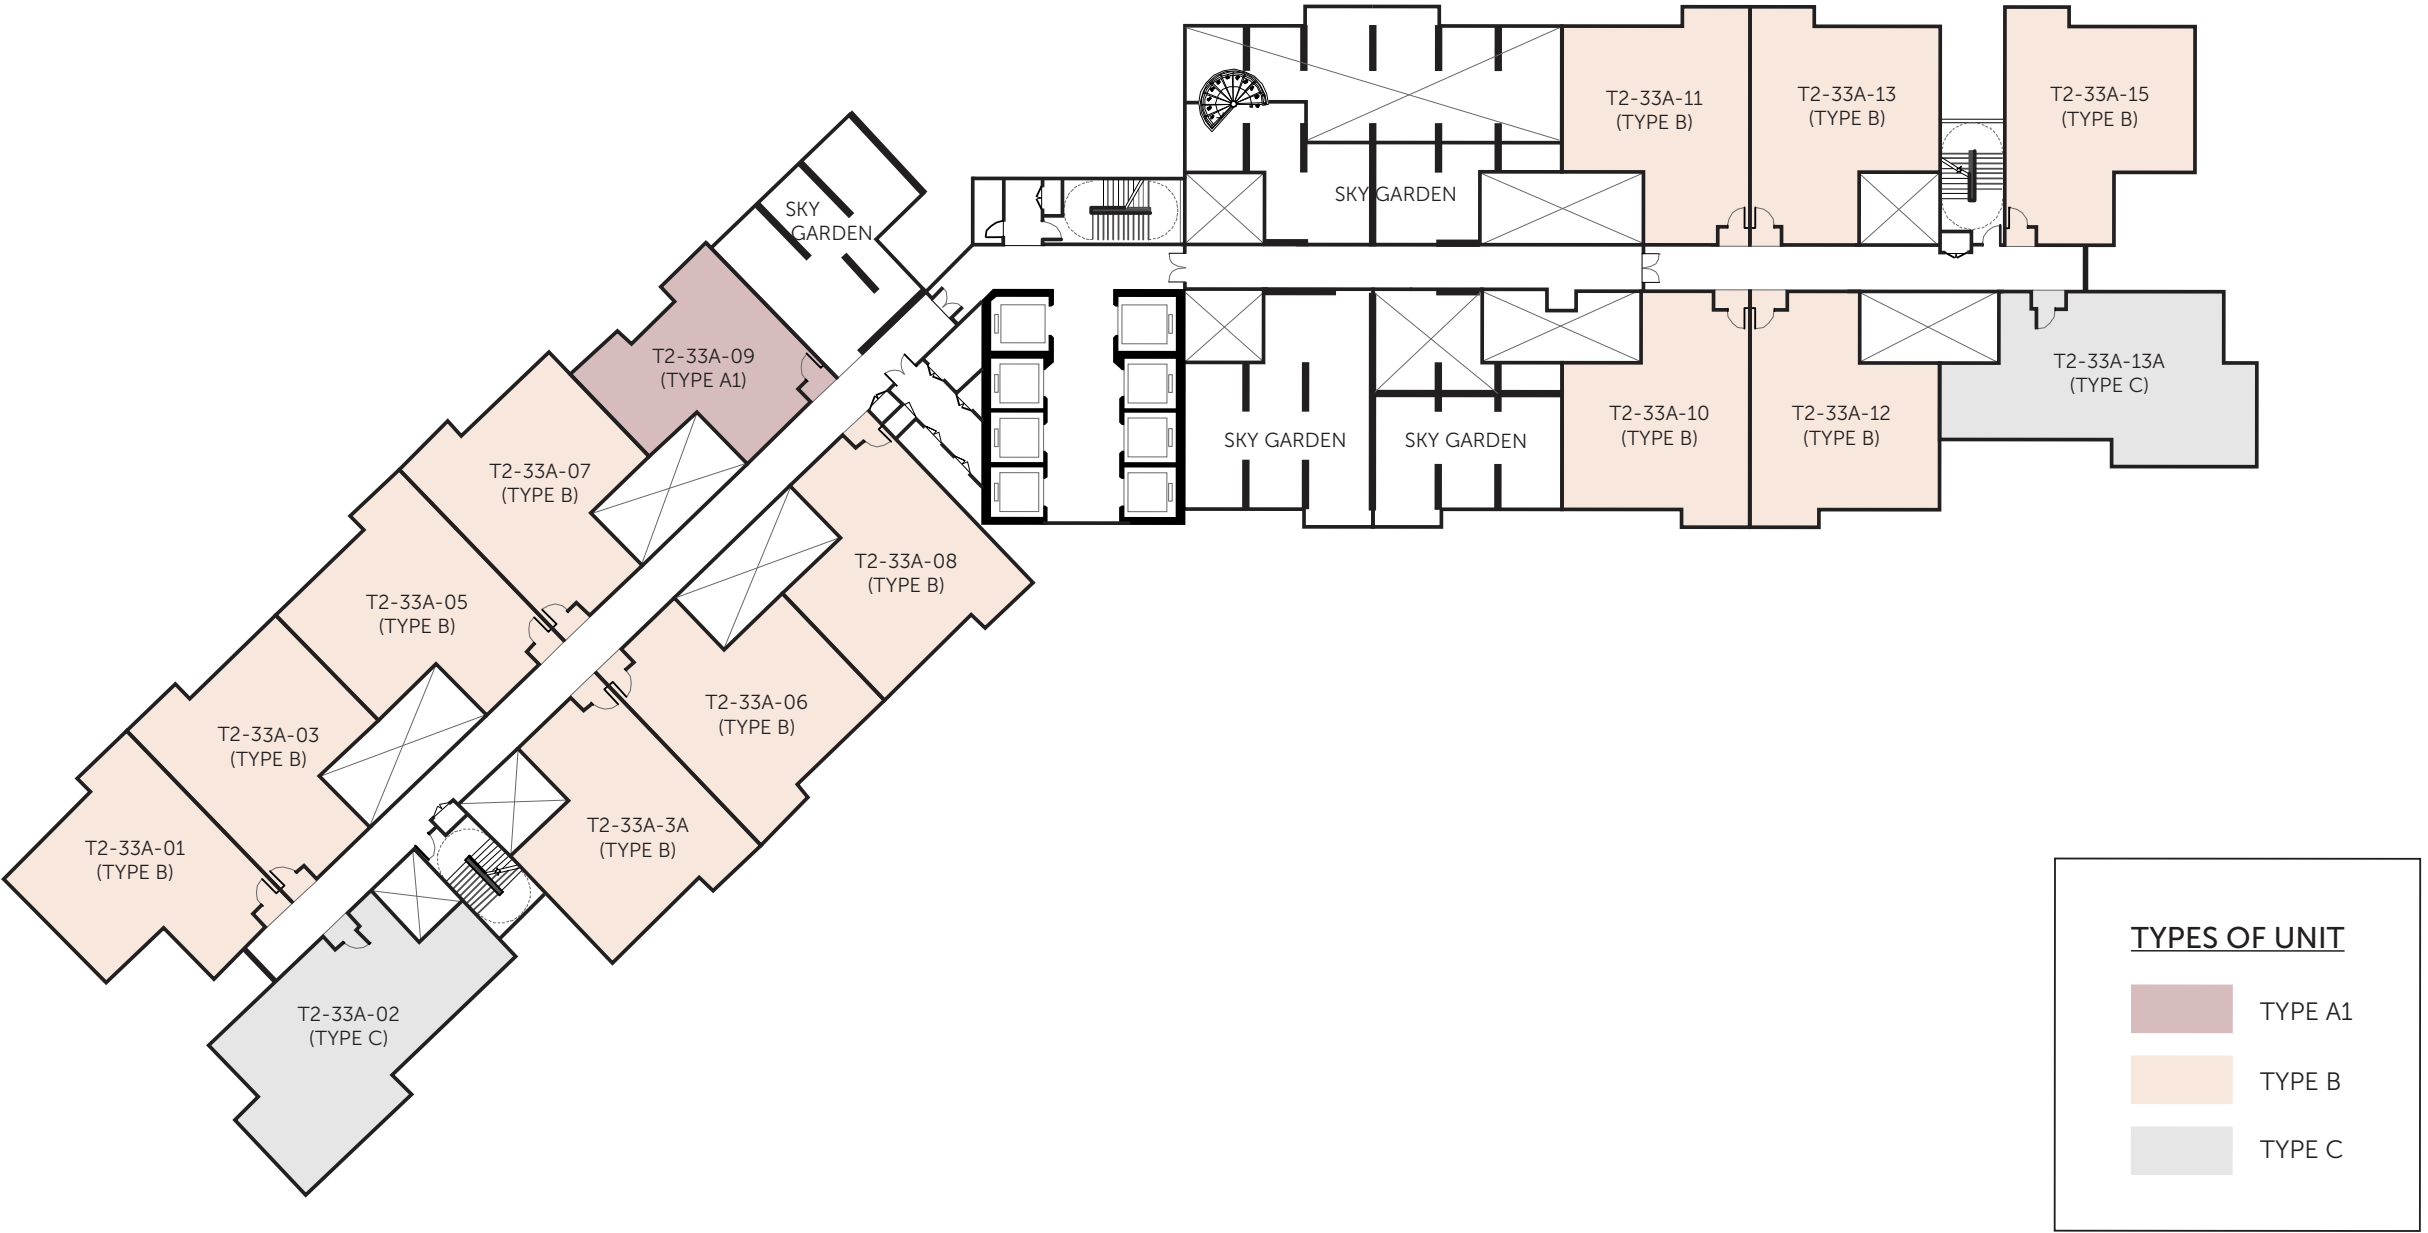 T2-33A-11
(TYPE B)
T2-33A-13
(TYPE B)
T2-33A-15
(TYPE B)
SKY GARDEN
SKY
GARDEN
T2-33A-09
(TYPE A1)
T2-33A-13A
(TYPE C)
T2-33A-10
(TYPE B)
T2-33A-12
(TYPE B)
SKY GARDEN
SKY GARDEN
T2-33A-07
(TYPE B)
T2-33A-08
(TYPE B)
T2-33A-05
(TYPE B)
T2-33A-06
(TYPE B)
T2-33A-03
(TYPE B)
T2-33A-3A
(TYPE B)
T2-33A-01
(TYPE B)
T2-33A-02
(TYPE C)
TYPES OF UNIT
TYPE A1
TYPE B
TYPE C